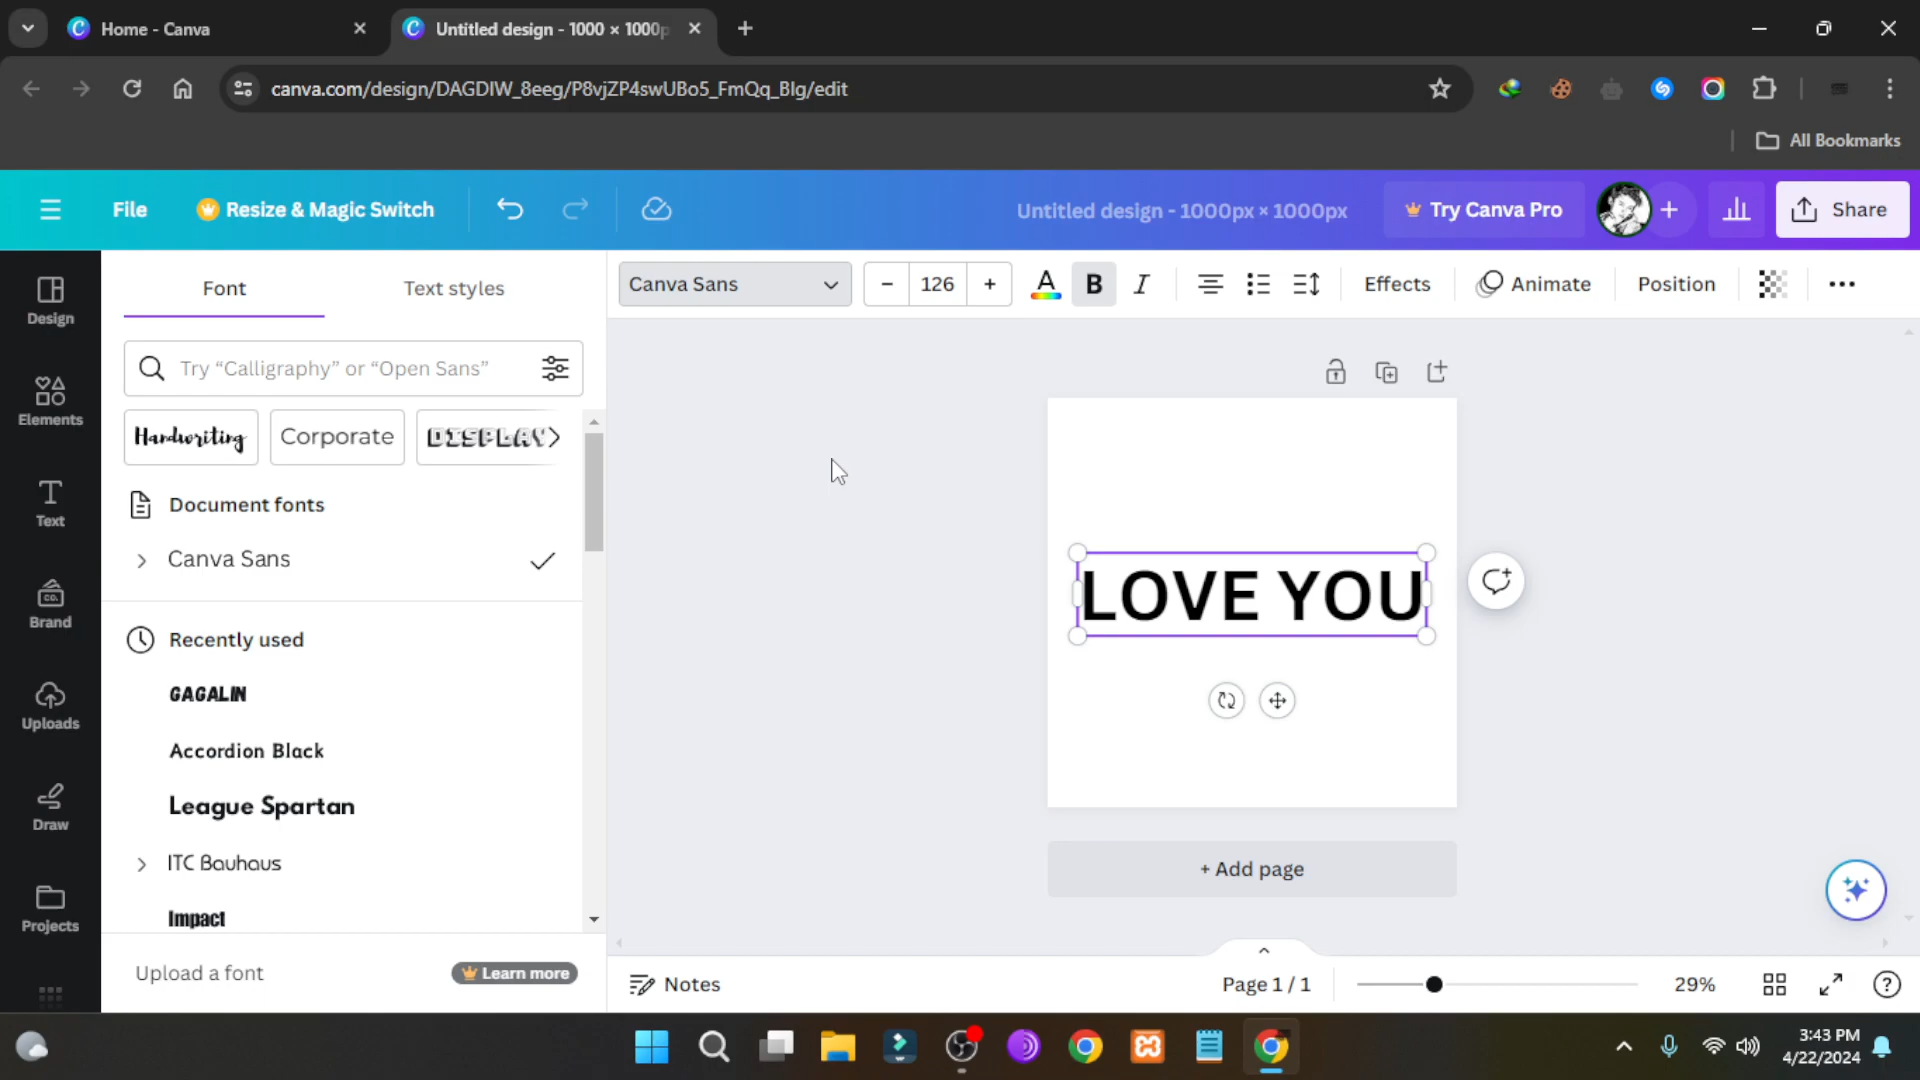 Home - Canva
Untitled design - 1000 × 1000p
canva.com/design/DAGDIW_8eeg/P8vjZP4swUBo5_FmQq_BIg/edit
All Bookmarks
File
Resize & Magic Switch
Untitled design - 1000px × 1000px
Try Canva Pro
Share
Design
Elements
Text
Brand
Uploads
Draw
Projects
CO.
Font
Text styles
Try “Calligraphy” or “Open Sans”
Handwriting
Corporate
DISPLAY
Document fonts
Canva Sans
Recently used
GAGALIN
Accordion Black
League Spartan
ITC Bauhaus
Impact
Upload a font
Learn more
Canva Sans
126
A
B
I
Effects
Animate
Position
LOVE YOU
+ Add page
Notes
Page 1 / 1
29%
3:43 PM
4/22/2024